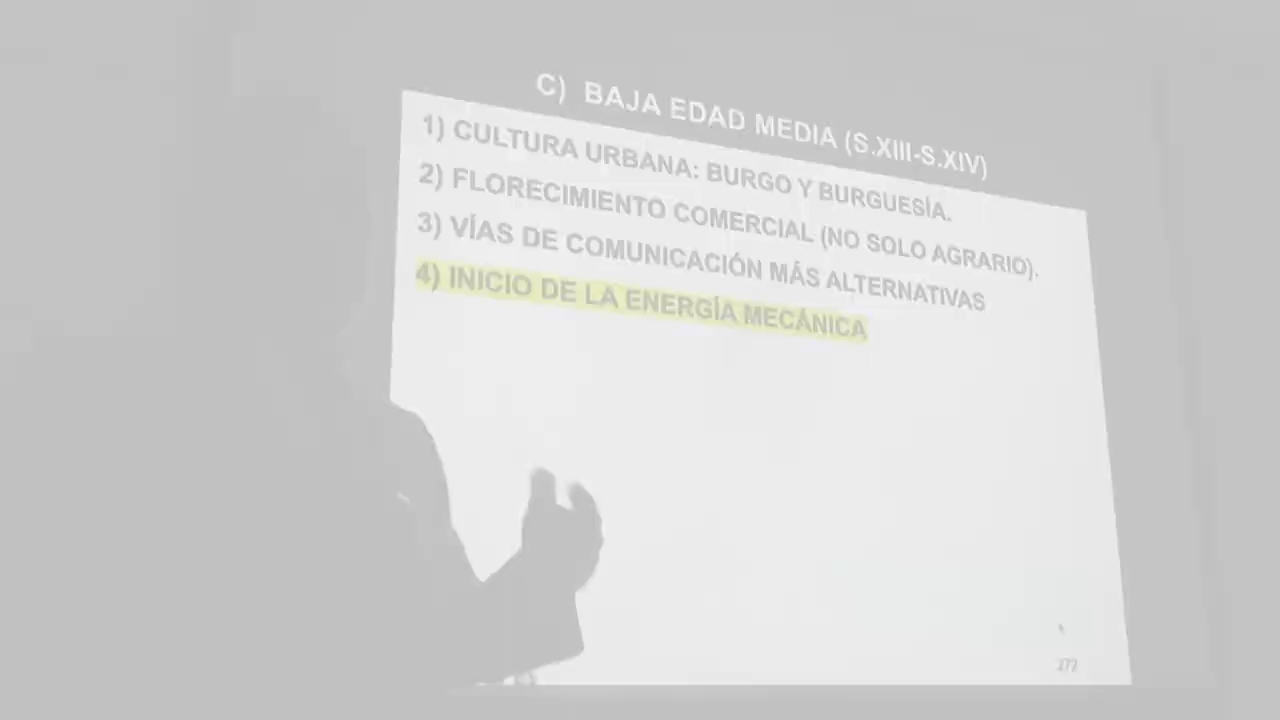 C) BAJA EDAD MEDIA (S.XIII-S.XIV)
1) CULTURA URBANA: BURGO Y BURGUESÍA.
2) FLORECIMIENTO COMERCIAL (NO SOLO AGRARIO).
3) VÍAS DE COMUNICACIÓN MÁS ALTERNATIVAS
4) INICIO DE LA ENERGÍA MECÁNICA
277